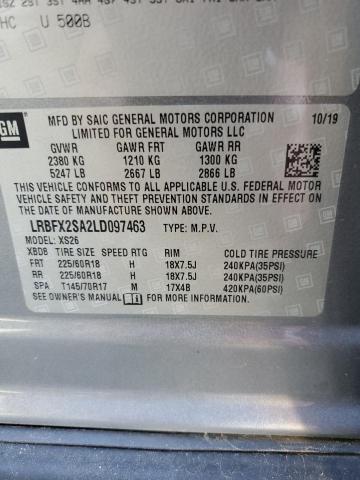 HC U 500B
GM
MFD BY SAIC GENERAL MOTORS CORPORATION 10/19
LIMITED FOR GENERAL MOTORS LLC
GVWR GAWR FRT GAWR RR
2380 KG 1210 KG 1300 KG
5247 LB 2667 LB 2866 LB
THIS VEHICLE CONFORMS TO ALL APPLICABLE U.S. FEDERAL MOTOR
VEHICLE SAFETY AND THEFT PREVENTION STANDARDS IN EFFECT
ON THE DATE OF MANUFACTURE SHOWN ABOVE.
LRBFX2SA2LD097463 TYPE: M.P.V.
MODEL: XS26
XBDB TIRE SIZE SPEED RTG RIM COLD TIRE PRESSURE
FRT 225/60R18 H 18X7.5J 240KPA(35PSI)
RR 225/60R18 H 18X7.5J 240KPA(35PSI)
SPA T145/70R17 M 17X4B 420KPA(60PSI)
SEE OWNER'S MANUAL FOR MORE INFORMATION